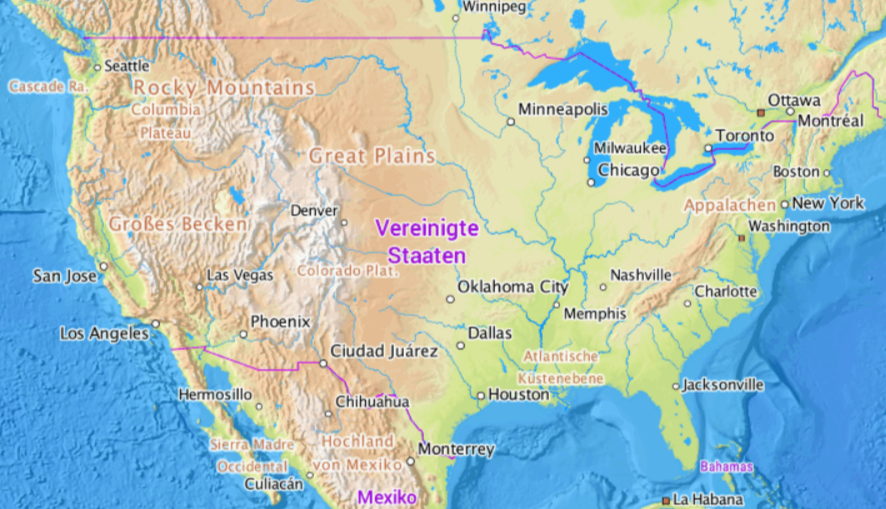 Winnipeg
Seattle
Cascade Ra.
Rocky Mountains
Columbia
Plateau
Minneapolis
Ottawa
Montréal
Toronto
Milwaukee
Chicago
Boston
Great Plains
Appalachen
New York
Washington
Denver
Großes Becken
Vereinigte
Staaten
Colorado Plat.
San Jose
Las Vegas
Oklahoma City
Nashville
Charlotte
Memphis
Los Angeles
Phoenix
Dallas
Ciudad Juárez
Atlantische
Küstenebene
Jacksonville
Houston
Hermosillo
Chihuahua
Sierra Madre
Occidental
Hochland
von Mexiko
Monterrey
Culiacán
Mexiko
Bahamas
La Habana